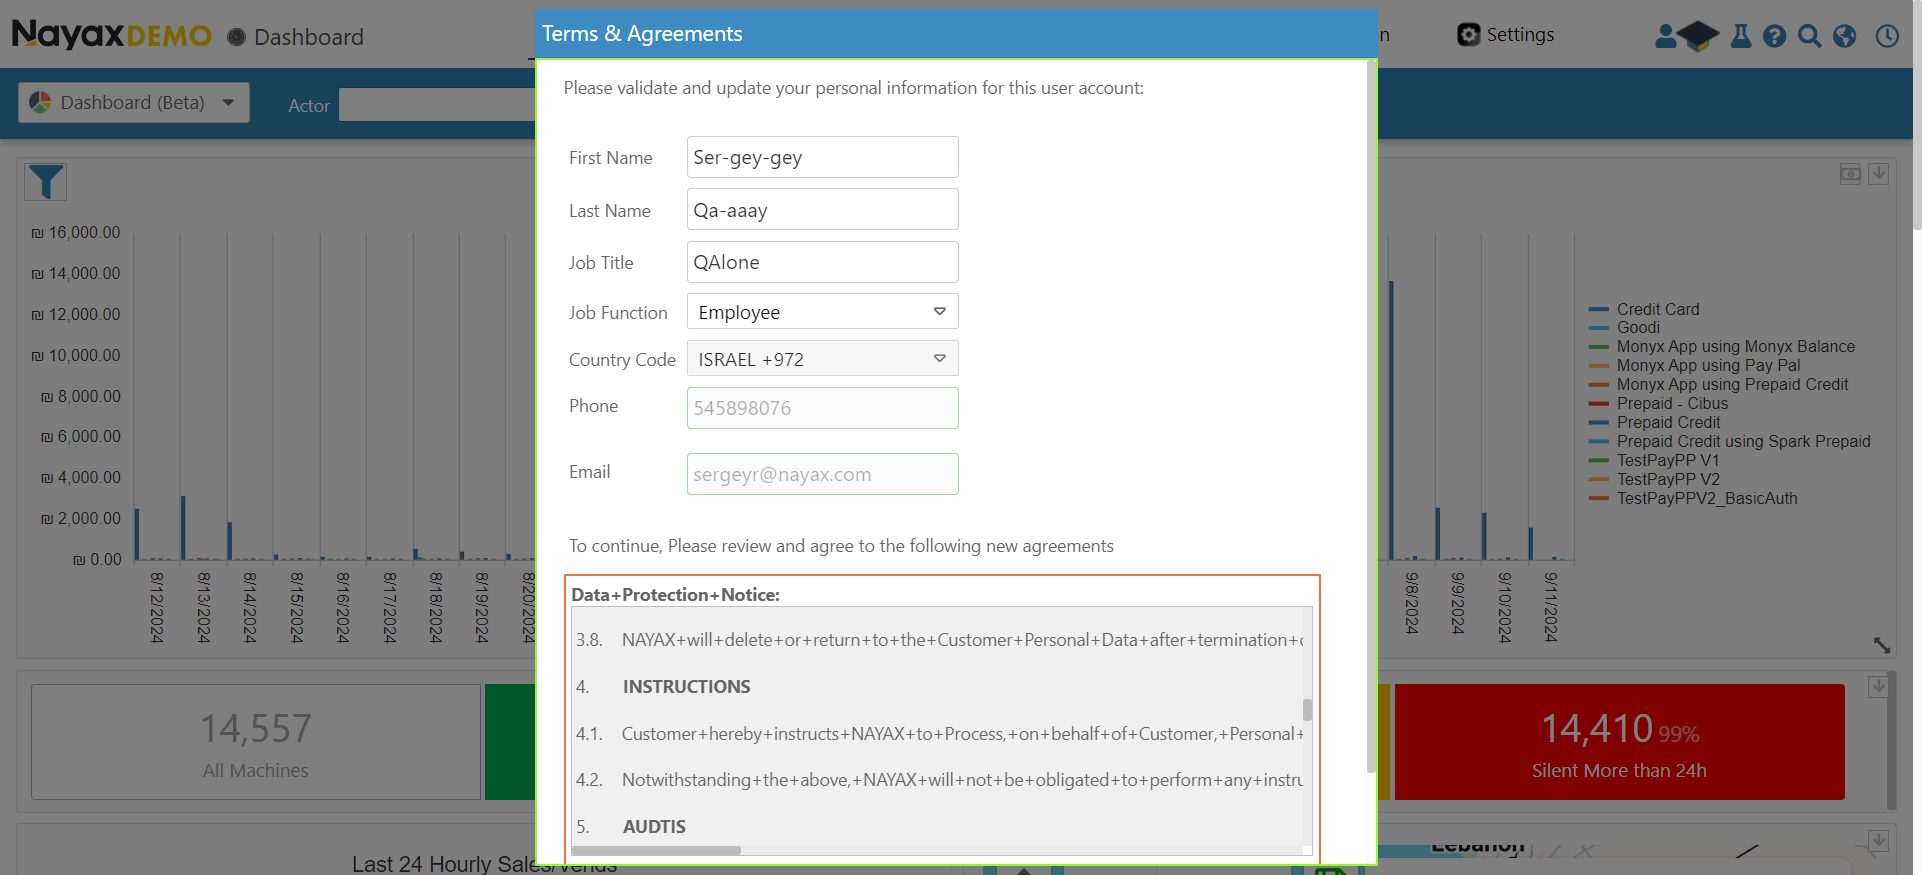 NayaxDEMO Dashboard
Settings
n
Terms & Agreements
Dashboard (Beta)
Actor
Please validate and update your personal information for this user account:
First Name Ser-gey-gey
Last Name Qa-aaay
Job Title QAlone
Job Function Employee
Country Code ISRAEL +972
Phone 545898076
Email sergeyr@nayax.com
To continue, Please review and agree to the following new agreements
Data+Protection+Notice:
3.8. NAYAX+will+delete+or+return+to+the+Customer+Personal+Data+after+termination+
4. INSTRUCTIONS
4.1. Customer+hereby+instructs+NAYAX+to+Process,+on+behalf+of+Customer,+Personal+
4.2. Notwithstanding+the+above,+NAYAX+will+not+be+obligated+to+perform+any+instru
5. AUDTIS
₪ 16,000.00
₪ 14,000.00
₪ 12,000.00
₪ 10,000.00
₪ 8,000.00
₪ 6,000.00
₪ 4,000.00
₪ 2,000.00
₪ 0.00
8/12/2024
8/13/2024
8/14/2024
8/15/2024
8/16/2024
8/17/2024
8/18/2024
8/19/2024
8/20/2024
9/8/2024
9/9/2024
9/10/2024
9/11/2024
Credit Card
Goodi
Monyx App using Monyx Balance
Monyx App using Pay Pal
Monyx App using Prepaid Credit
Prepaid - Cibus
Prepaid Credit
Prepaid Credit using Spark Prepaid
TestPayPP V1
TestPayPP V2
TestPayPPV2_BasicAuth
14,557
All Machines
14,410 99%
Silent More than 24h
Last 24 Hourly Sales/Vends
Lebanon